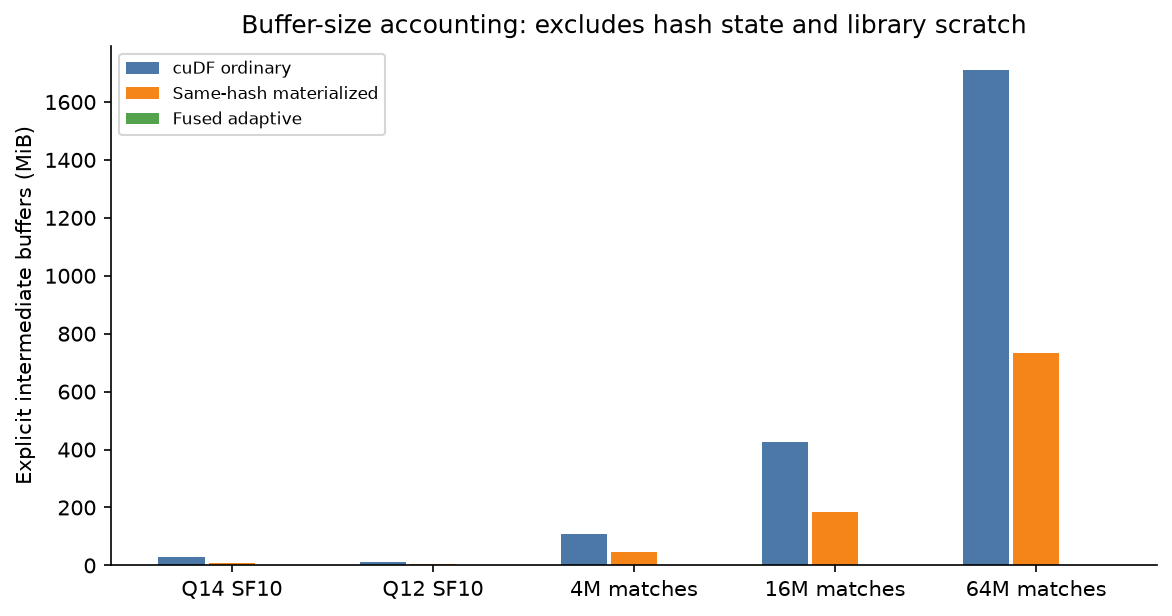 Buffer-size accounting: excludes hash state and library scratch
cuDF ordinary
Same-hash materialized
Fused adaptive
Explicit intermediate buffers (MiB)
1600
1400
1200
1000
800
600
400
200
0
Q14 SF10
Q12 SF10
4M matches
16M matches
64M matches